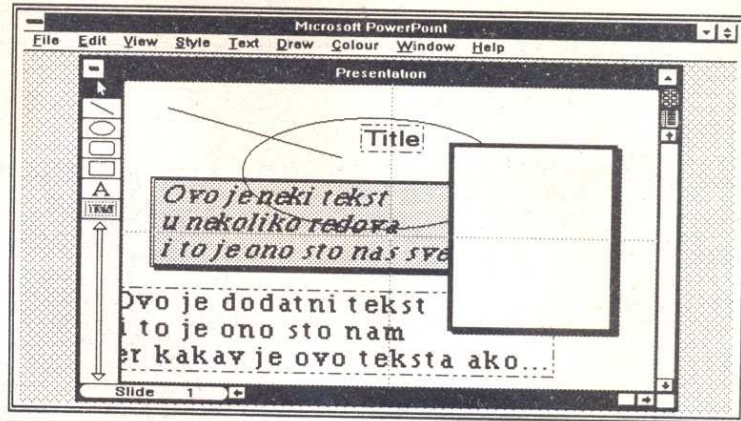 Microsoft PowerPoint
File Edit View Style Text Draw Colour Window Help
Presentation
Title
A
Ovo je neki tekst
u nekoliko redova
i to je ono sto nas sve
Ovo je dodatni tekst
i to je ono sto nam
er kakav je ovo teksta ako...
Slide 1